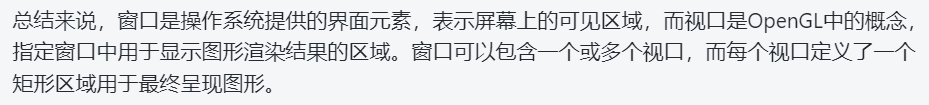 总结来说，窗口是操作系统提供的界面元素，表示屏幕上的可见区域，而视口是OpenGL中的概念，
指定窗口中用于显示图形渲染结果的区域。窗口可以包含一个或多个视口，而每个视口定义了一个
矩形区域用于最终呈现图形。